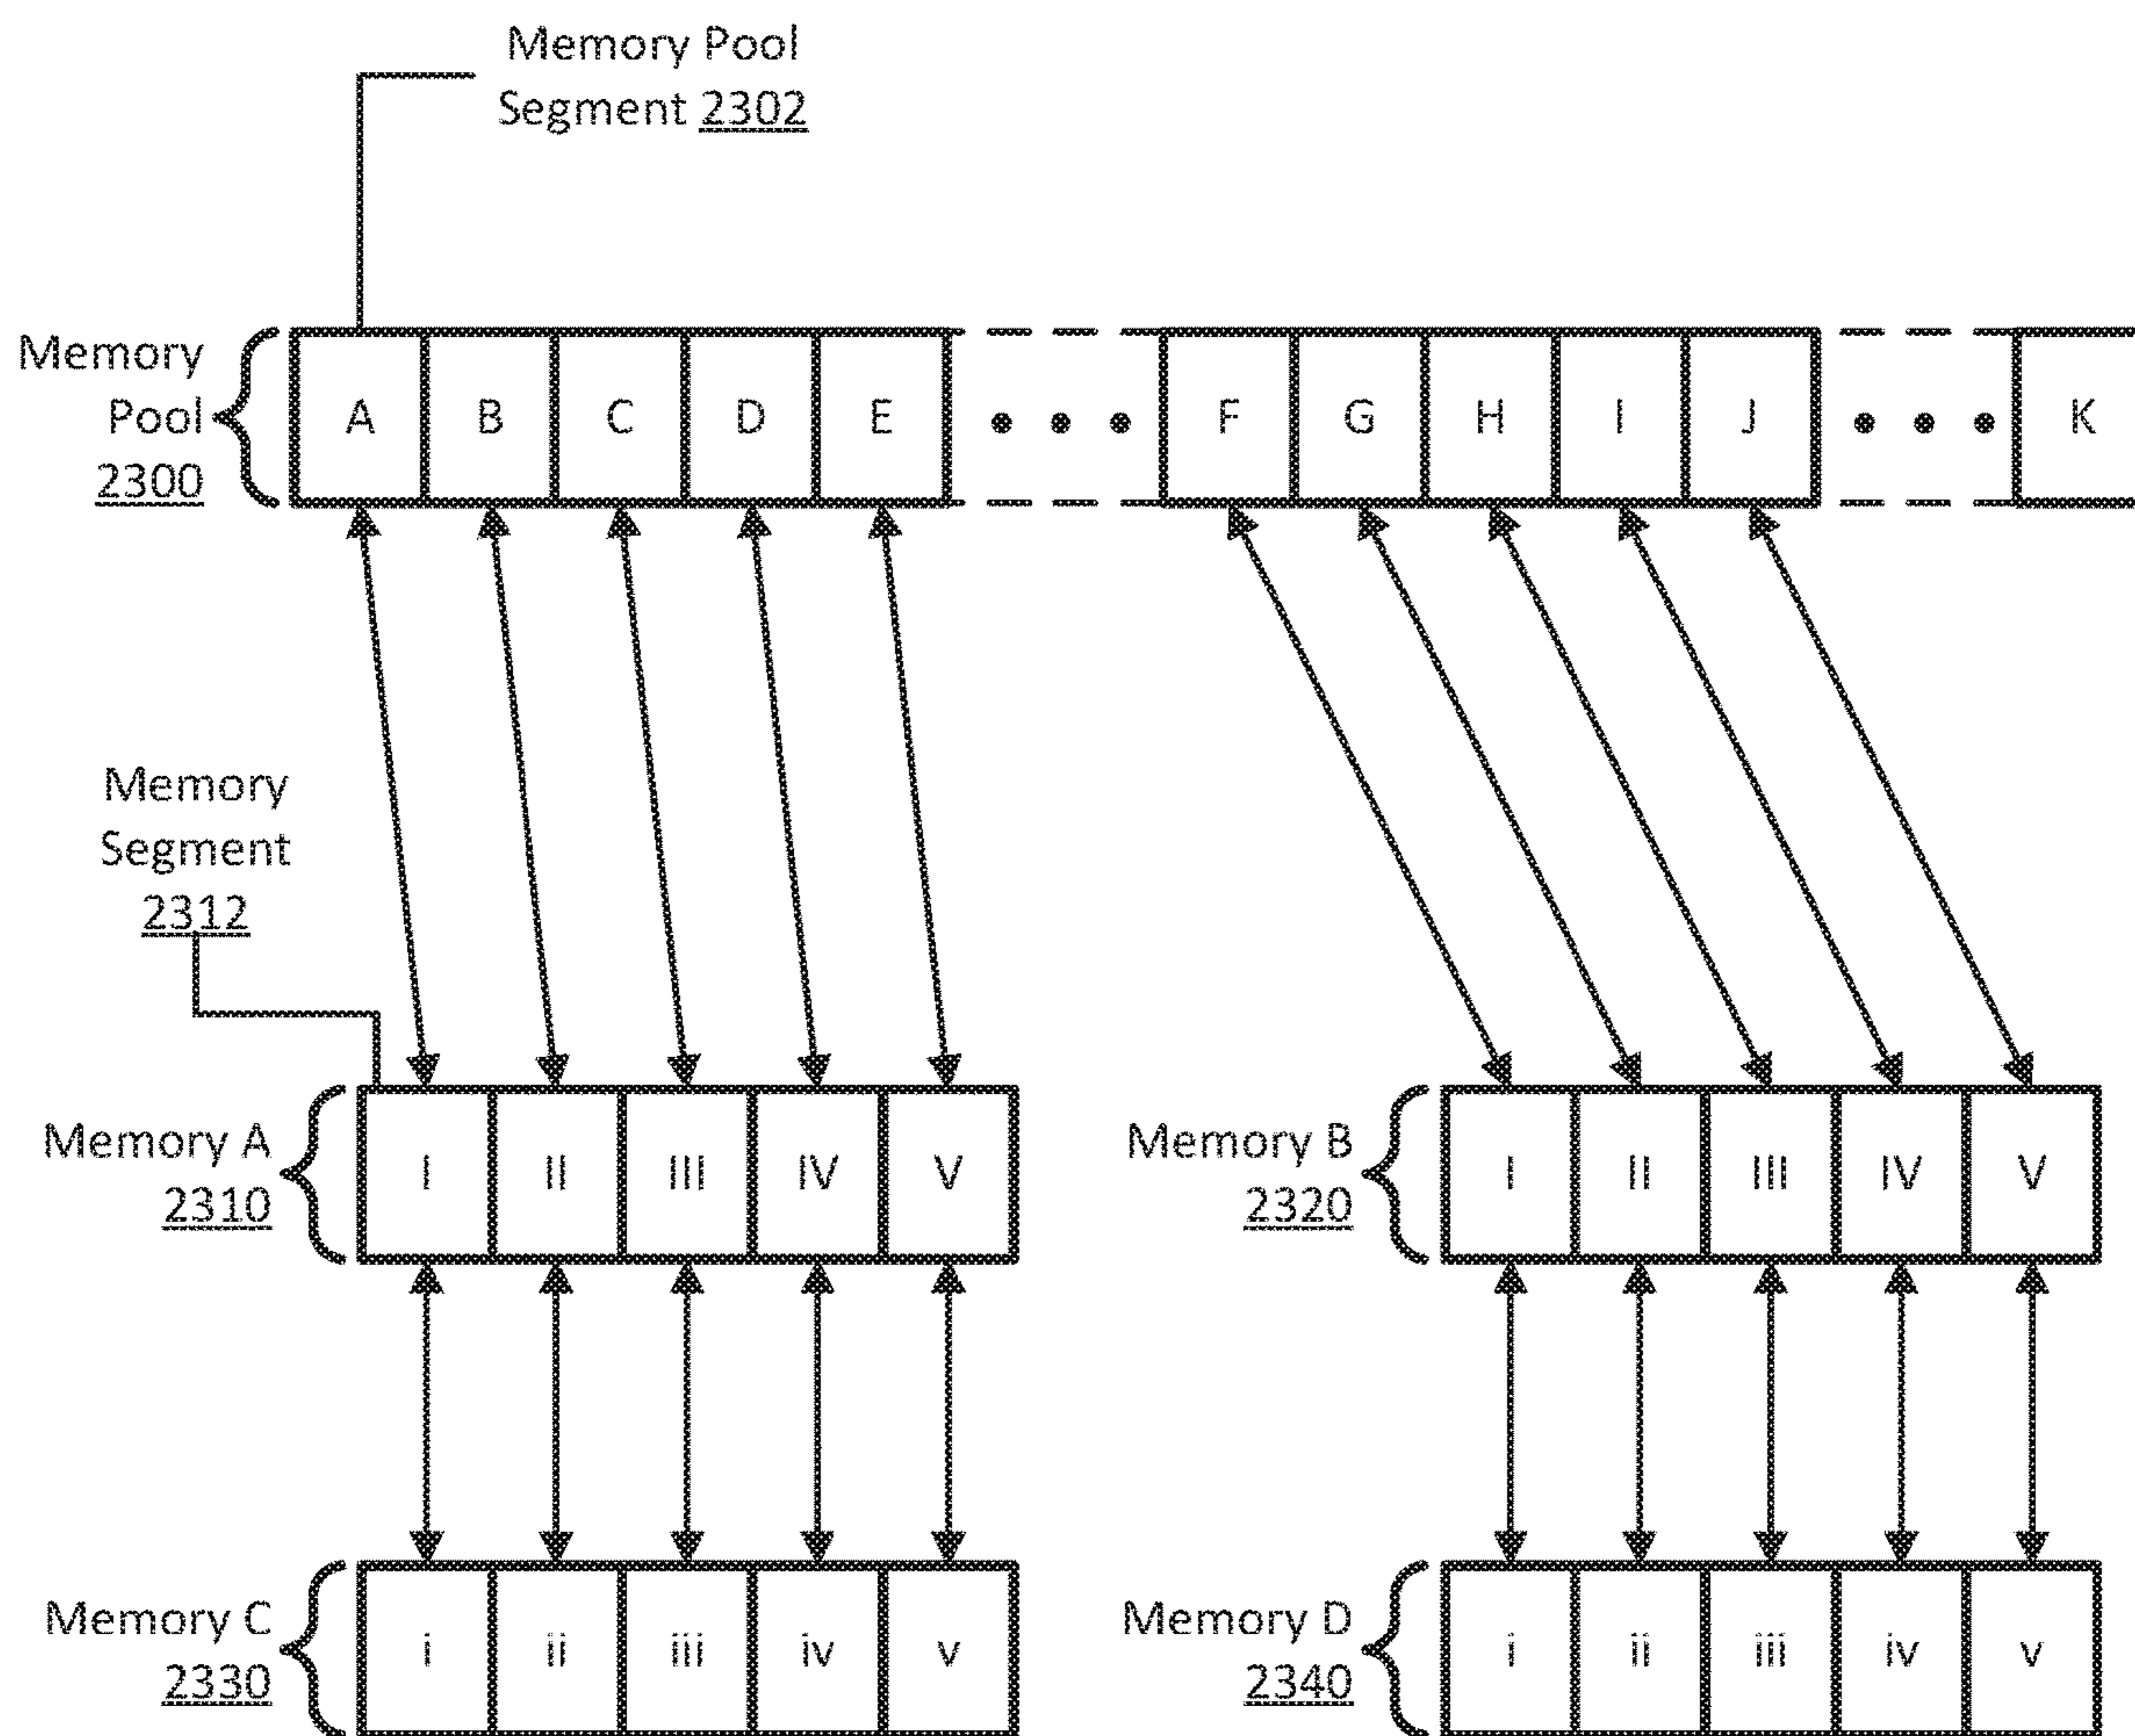 Memory Pool
Segment 2302
Memory
Pool
2300
A B C D E • • • F G H I J • • • K
Memory
Segment
2312
Memory A
2310
I II III IV V
Memory B
2320
I II III IV V
Memory C
2330
i ii iii iv v
Memory D
2340
i ii iii iv v